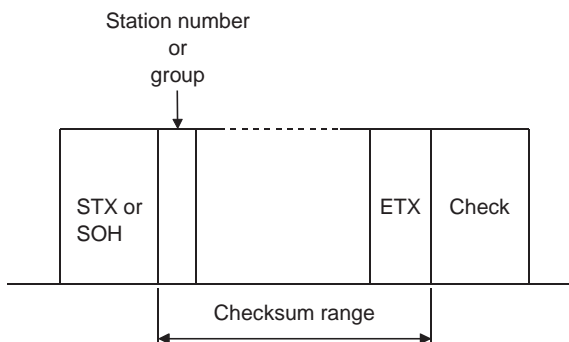 Station number
or
group
STX or
SOH
ETX
Check
Checksum range